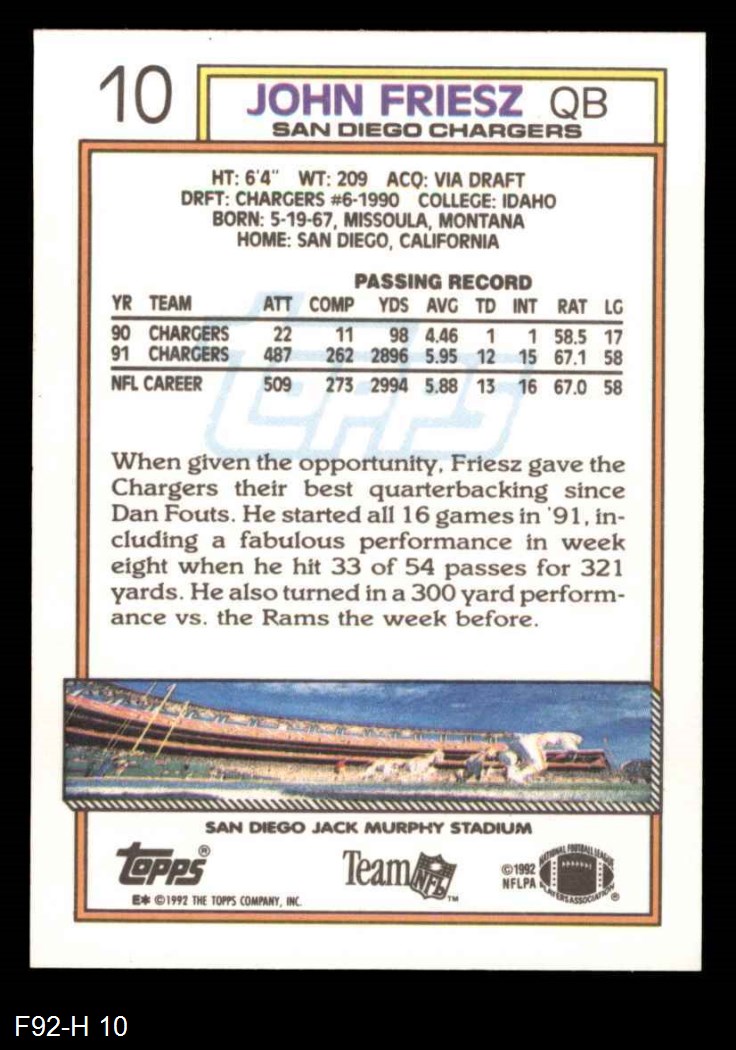 10
JOHN FRIESZ QB
SAN DIEGO CHARGERS
HT: 6'4" WT: 209 ACQ: VIA DRAFT
DRFT: CHARGERS #6-1990 COLLEGE: IDAHO
BORN: 5-19-67, MISSOULA, MONTANA
HOME: SAN DIEGO, CALIFORNIA
PASSING RECORD
YR TEAM ATT COMP YDS AVG TD INT RAT LG
90 CHARGERS 22 11 98 4.46 1 1 58.5 17
91 CHARGERS 487 262 2896 5.95 12 15 67.1 58
NFL CAREER 509 273 2994 5.88 13 16 67.0 58
topps
When given the opportunity, Friesz gave the
Chargers their best quarterbacking since
Dan Fouts. He started all 16 games in '91, in-
cluding a fabulous performance in week
eight when he hit 33 of 54 passes for 321
yards. He also turned in a 300 yard perform-
ance vs. the Rams the week before.
SAN DIEGO JACK MURPHY STADIUM
topps®
Team NFL™
©1992
NFLPA
NATIONAL FOOTBALL LEAGUE
PLAYERS ASSOCIATION ®
E* ©1992 THE TOPPS COMPANY, INC.
F92-H 10